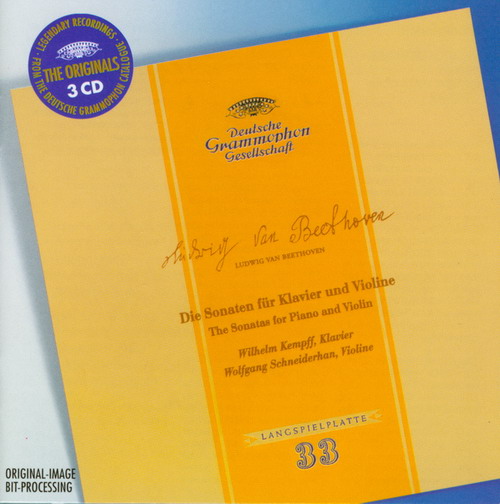 LEGENDARY RECORDINGS · FROM THE DEUTSCHE GRAMMOPHON CATALOGUE ·
THE ORIGINALS
3 CD
Deutsche
Grammophon
Gesellschaft
Ludwig Van Beethoven
LUDWIG VAN BEETHOVEN
Die Sonaten für Klavier und Violine
The Sonatas for Piano and Violin
Wilhelm Kempff, Klavier
Wolfgang Schneiderhan, Violine
LANGSPIELPLATTE
33
ORIGINAL-IMAGE
BIT-PROCESSING